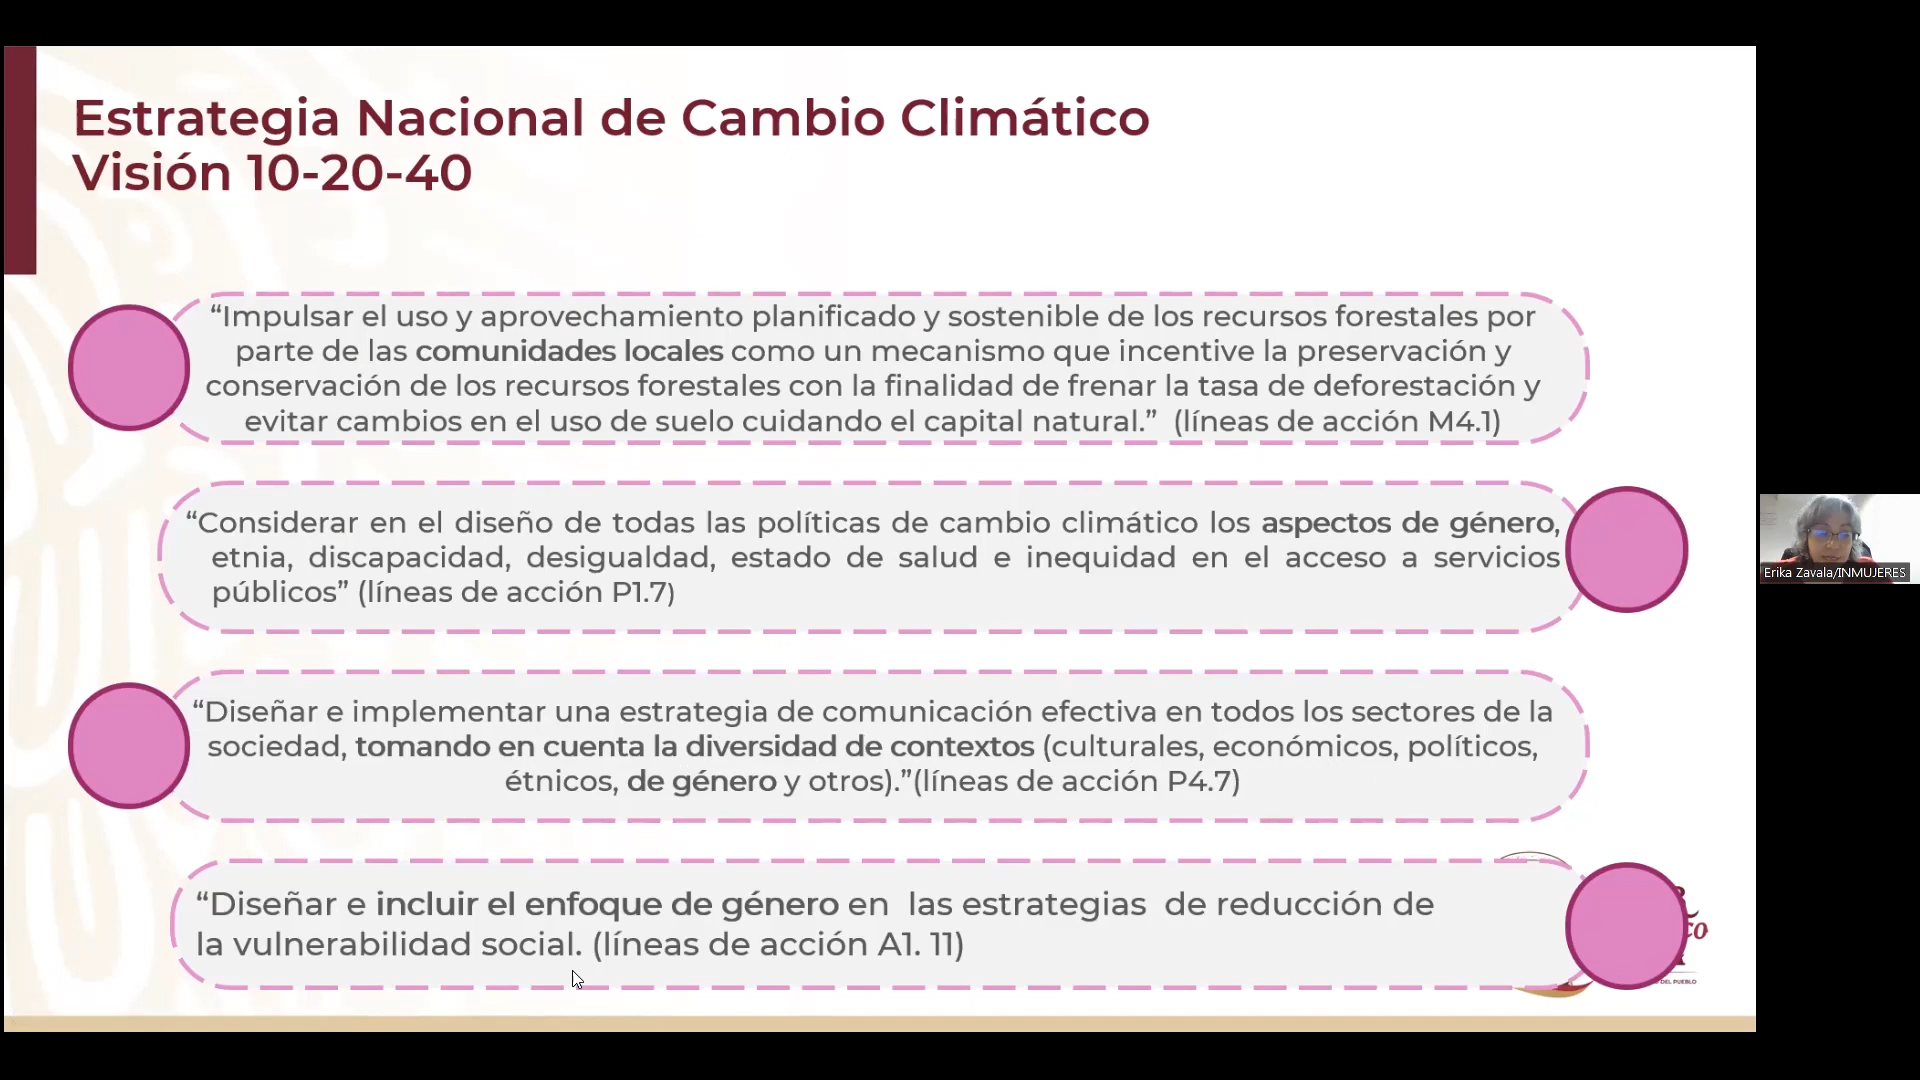 Estrategia Nacional de Cambio Climático
Visión 10-20-40
“Impulsar el uso y aprovechamiento planificado y sostenible de los recursos forestales por
parte de las comunidades locales como un mecanismo que incentive la preservación y
conservación de los recursos forestales con la finalidad de frenar la tasa de deforestación y
evitar cambios en el uso de suelo cuidando el capital natural.” (líneas de acción M4.1)
“Considerar en el diseño de todas las políticas de cambio climático los aspectos de género,
etnia, discapacidad, desigualdad, estado de salud e inequidad en el acceso a servicios
públicos” (líneas de acción P1.7)
“Diseñar e implementar una estrategia de comunicación efectiva en todos los sectores de la
sociedad, tomando en cuenta la diversidad de contextos (culturales, económicos, políticos,
étnicos, de género y otros).”(líneas de acción P4.7)
“Diseñar e incluir el enfoque de género en las estrategias de reducción de
la vulnerabilidad social. (líneas de acción A1. 11)
DEL PUEBLO
Erika Zavala/INMUJERES